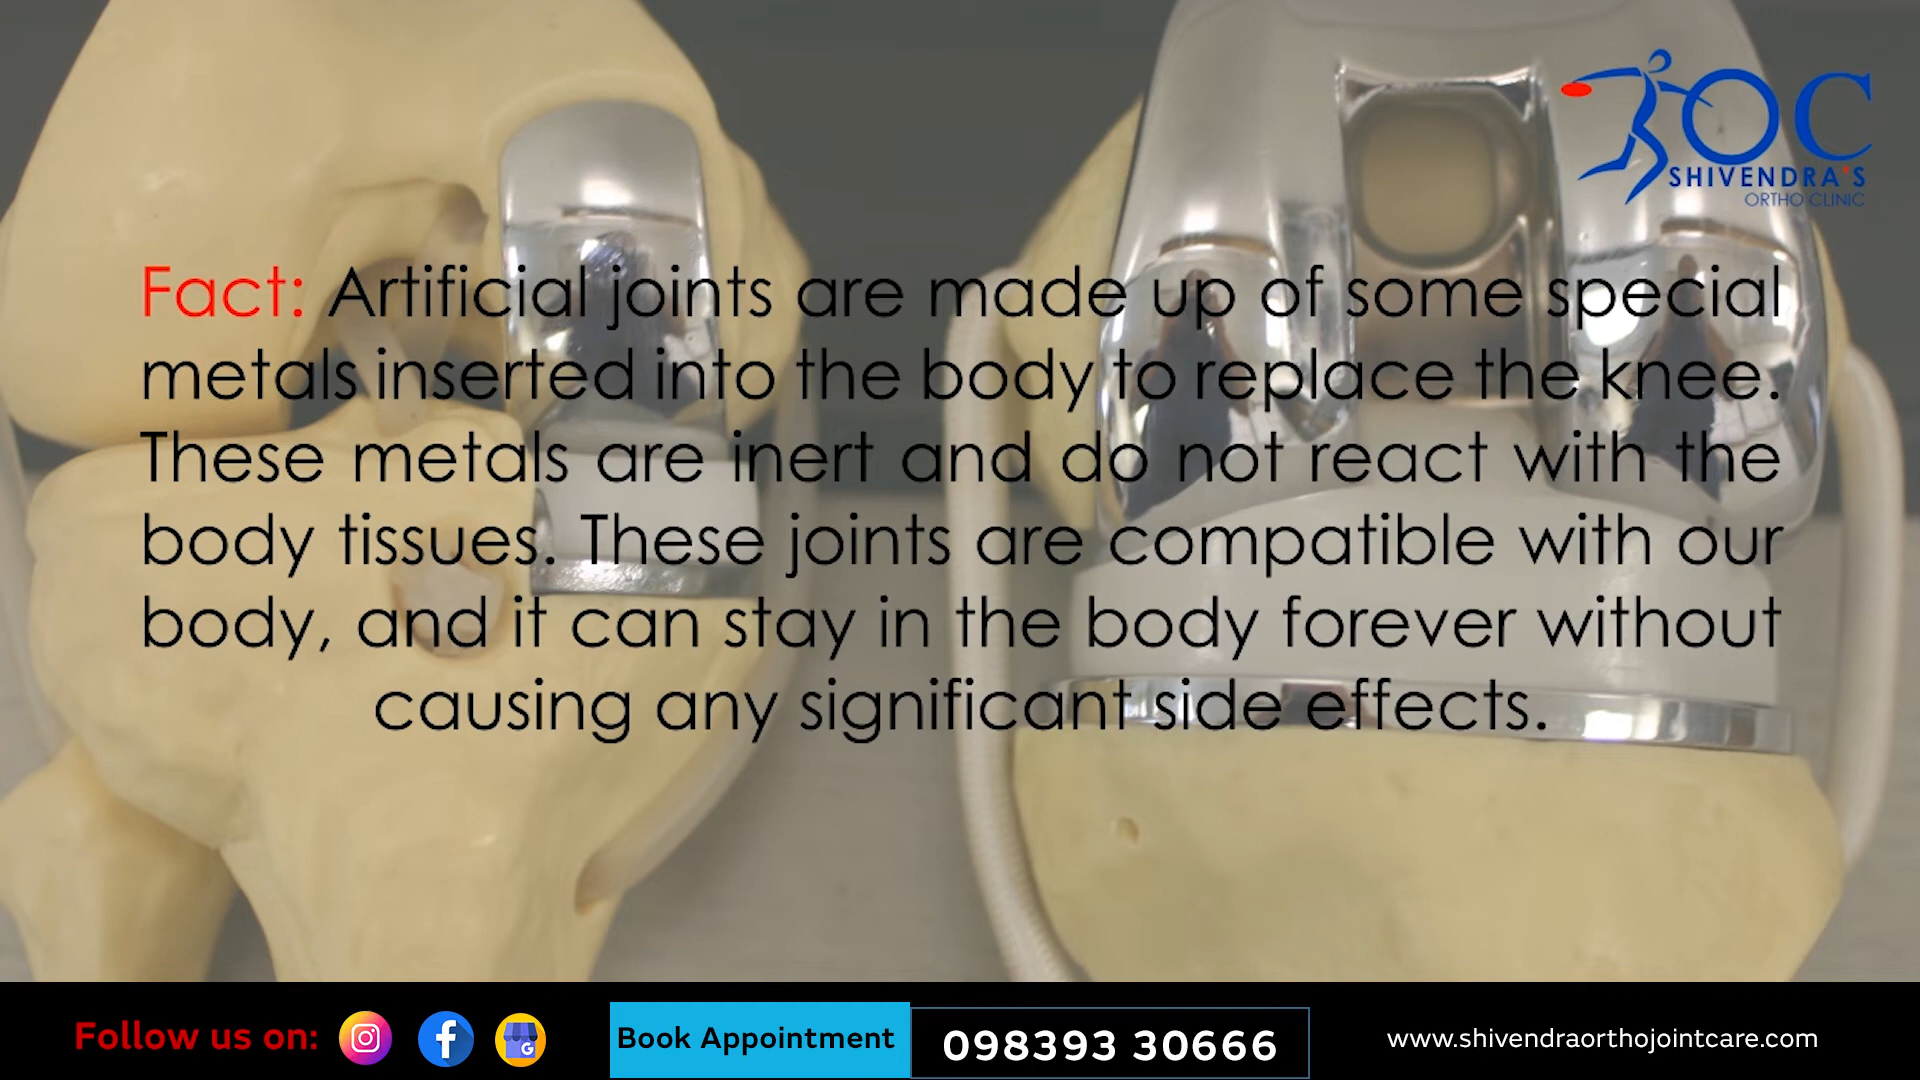 OC
SHIVENDRA'S
ORTHO CLINIC
Fact: Artificial joints are made up of some special
metals inserted into the body to replace the knee.
These metals are inert and do not react with the
body tissues. These joints are compatible with our
body, and it can stay in the body forever without
causing any significant side effects.
Follow us on:
Book Appointment
098393 30666
www.shivendraorthojointcare.com